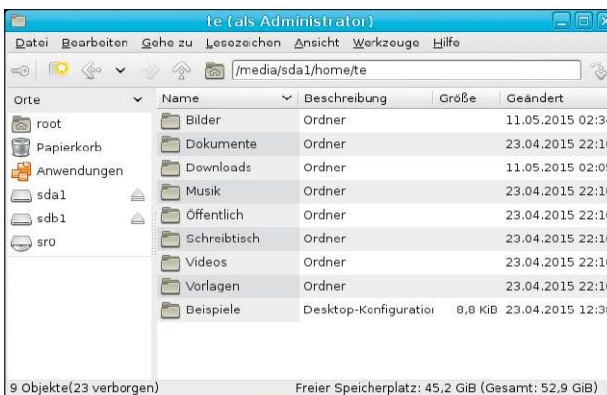 te (als Administrator)
Datei Bearbeiten Gehe zu Lesezeichen Ansicht Werkzeuge Hilfe
/media/sda1/home/te
Orte Name Beschreibung Größe Geändert
root Bilder Ordner 11.05.2015 02:34
Papierkorb Dokumente Ordner 23.04.2015 22:1
Anwendungen Downloads Ordner 11.05.2015 02:0
sda1 Musik Ordner 23.04.2015 22:1
sdb1 Öffentlich Ordner 23.04.2015 22:1
sr0 Schreibtisch Ordner 23.04.2015 22:1
Videos Ordner 23.04.2015 22:1
Vorlagen Ordner 23.04.2015 22:1
Beispiele Desktop-Konfiguration 8,8 KiB 23.04.2015 12:3
9 Objekte(23 verborgen) Freier Speicherplatz: 45,2 GiB (Gesamt: 52,9 GiB)